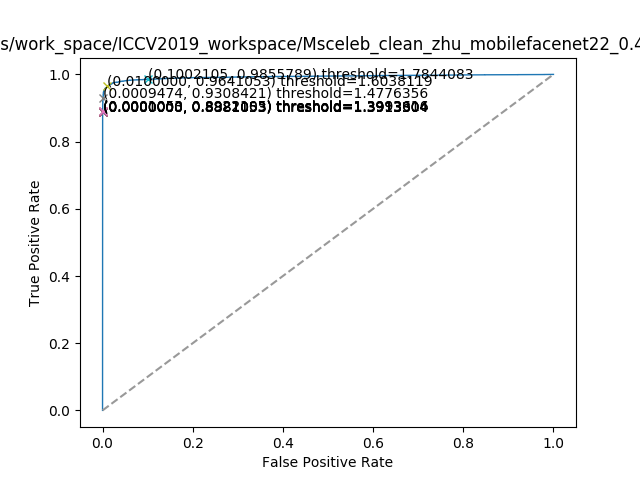 s/work_space/ICCV2019_workspace/Msceleb_clean_zhu_mobilefacenet22_0.4
(0.1002105, 0.9855789) threshold=1.7844083
(0.0100000, 0.9641053) threshold=1.6038119
(0.0009474, 0.9308421) threshold=1.4776356
1.0
0.8
0.6
0.4
0.2
0.0
True Positive Rate
0.0 0.2 0.4 0.6 0.8 1.0
False Positive Rate